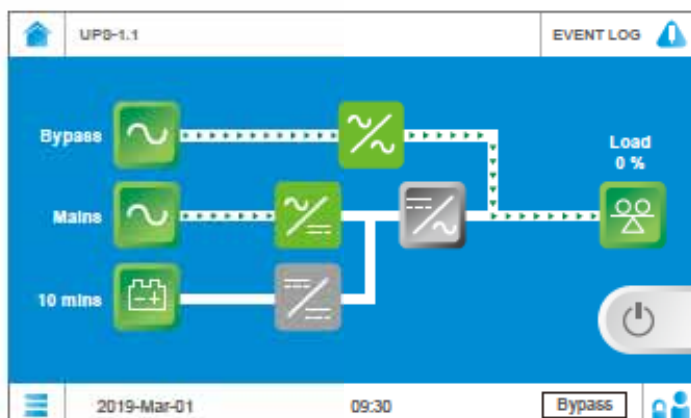 UPS-1.1
EVENT LOG
Bypass
Load
0 %
Mains
10 mins
2019-Mar-01
09:30
Bypass